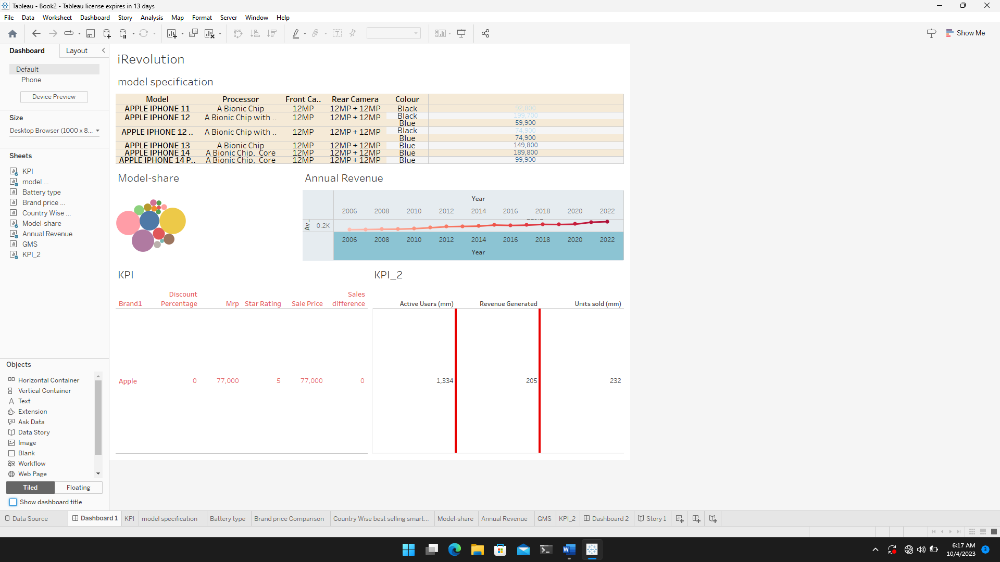 Tableau - Book2 - Tableau license expires in 13 days
File Data Worksheet Dashboard Story Analysis Map Format Server Window Help
Show Me
Dashboard Layout
Default
Phone
Device Preview
Size
Desktop Browser (1000 x 8...
Sheets
KPI
model ...
Battery type
Brand price ...
Country Wise ...
Model-share
Annual Revenue
GMS
KPI_2
Objects
Horizontal Container
Vertical Container
Text
Extension
Ask Data
Data Story
Image
Blank
Workflow
Web Page
Tiled Floating
Show dashboard title
iRevolution
model specification
Model Processor Front Ca.. Rear Camera Colour
APPLE IPHONE 11 A Bionic Chip 12MP 12MP + 12MP Black 92,800
APPLE IPHONE 12 A Bionic Chip with .. 12MP 12MP + 12MP Black 199,700
Blue 59,900
APPLE IPHONE 12 .. A Bionic Chip with .. 12MP 12MP + 12MP Black 74,900
Blue 74,900
APPLE IPHONE 13 A Bionic Chip 12MP 12MP + 12MP Blue 149,800
APPLE IPHONE 14 A Bionic Chip, Core 12MP 12MP + 12MP Blue 189,800
APPLE IPHONE 14 P.. A Bionic Chip, Core 12MP 12MP + 12MP Blue 99,900
Model-share
Annual Revenue
Year
2006 2008 2010 2012 2014 2016 2018 2020 2022
Av.. 0.2K
2006 2008 2010 2012 2014 2016 2018 2020 2022
Year
KPI
Brand1 Discount Percentage Mrp Star Rating Sale Price Sales difference
Apple 0 77,000 5 77,000 0
KPI_2
Active Users (mm) Revenue Generated Units sold (mm)
1,334 205 232
Data Source Dashboard 1 KPI model specification Battery type Brand price Comparison Country Wise best selling smart... Model-share Annual Revenue GMS KPI_2 Dashboard 2 Story 1
6:17 AM
10/4/2023
3